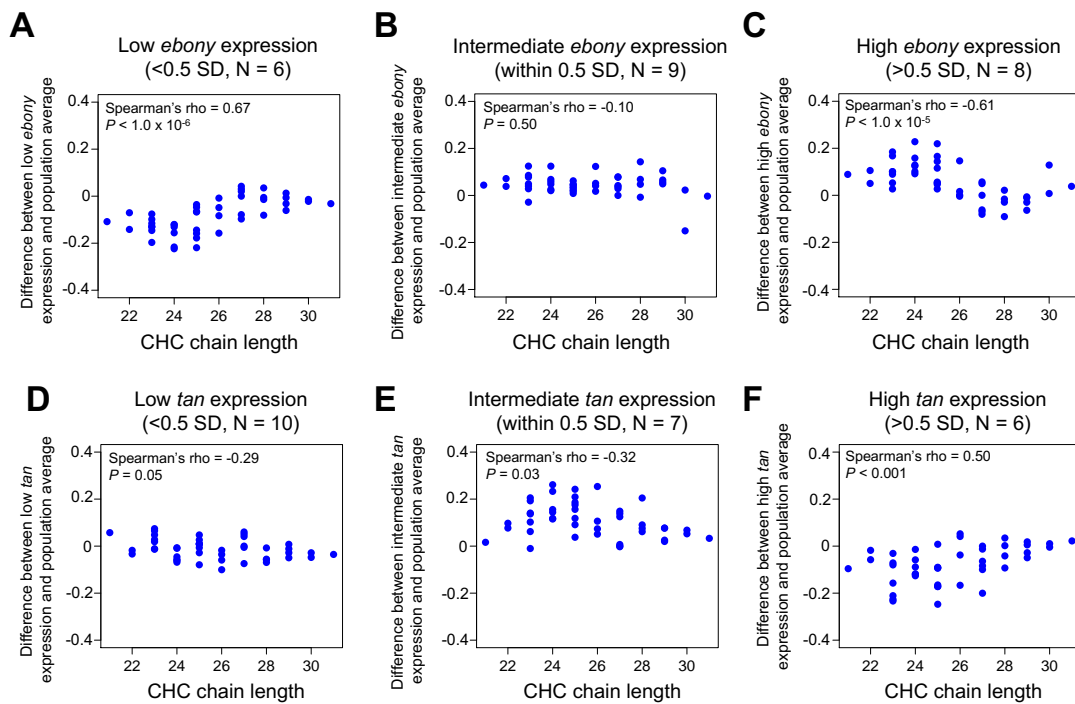 A
Low ebony expression
(<0.5 SD, N = 6)
Difference between low ebony
expression and population average
Spearman's rho = 0.67
P < 1.0 x 10-6
0.4
0.2
0
-0.2
-0.4
22 24 26 28 30
CHC chain length
B
Intermediate ebony expression
(within 0.5 SD, N = 9)
Difference between intermediate ebony
expression and population average
Spearman's rho = -0.10
P = 0.50
0.4
0.2
0
-0.2
-0.4
22 24 26 28 30
CHC chain length
C
High ebony expression
(>0.5 SD, N = 8)
Difference between high ebony
expression and population average
Spearman's rho = -0.61
P < 1.0 x 10-5
0.4
0.2
0
-0.2
-0.4
22 24 26 28 30
CHC chain length
D
Low tan expression
(<0.5 SD, N = 10)
Difference between low tan
expression and population average
Spearman's rho = -0.29
P = 0.05
0.4
0.2
0
-0.2
-0.4
22 24 26 28 30
CHC chain length
E
Intermediate tan expression
(within 0.5 SD, N = 7)
Difference between intermediate tan
expression and population average
Spearman's rho = -0.32
P = 0.03
0.4
0.2
0
-0.2
-0.4
22 24 26 28 30
CHC chain length
F
High tan expression
(>0.5 SD, N = 6)
Difference between high tan
expression and population average
Spearman's rho = 0.50
P < 0.001
0.4
0.2
0
-0.2
-0.4
22 24 26 28 30
CHC chain length